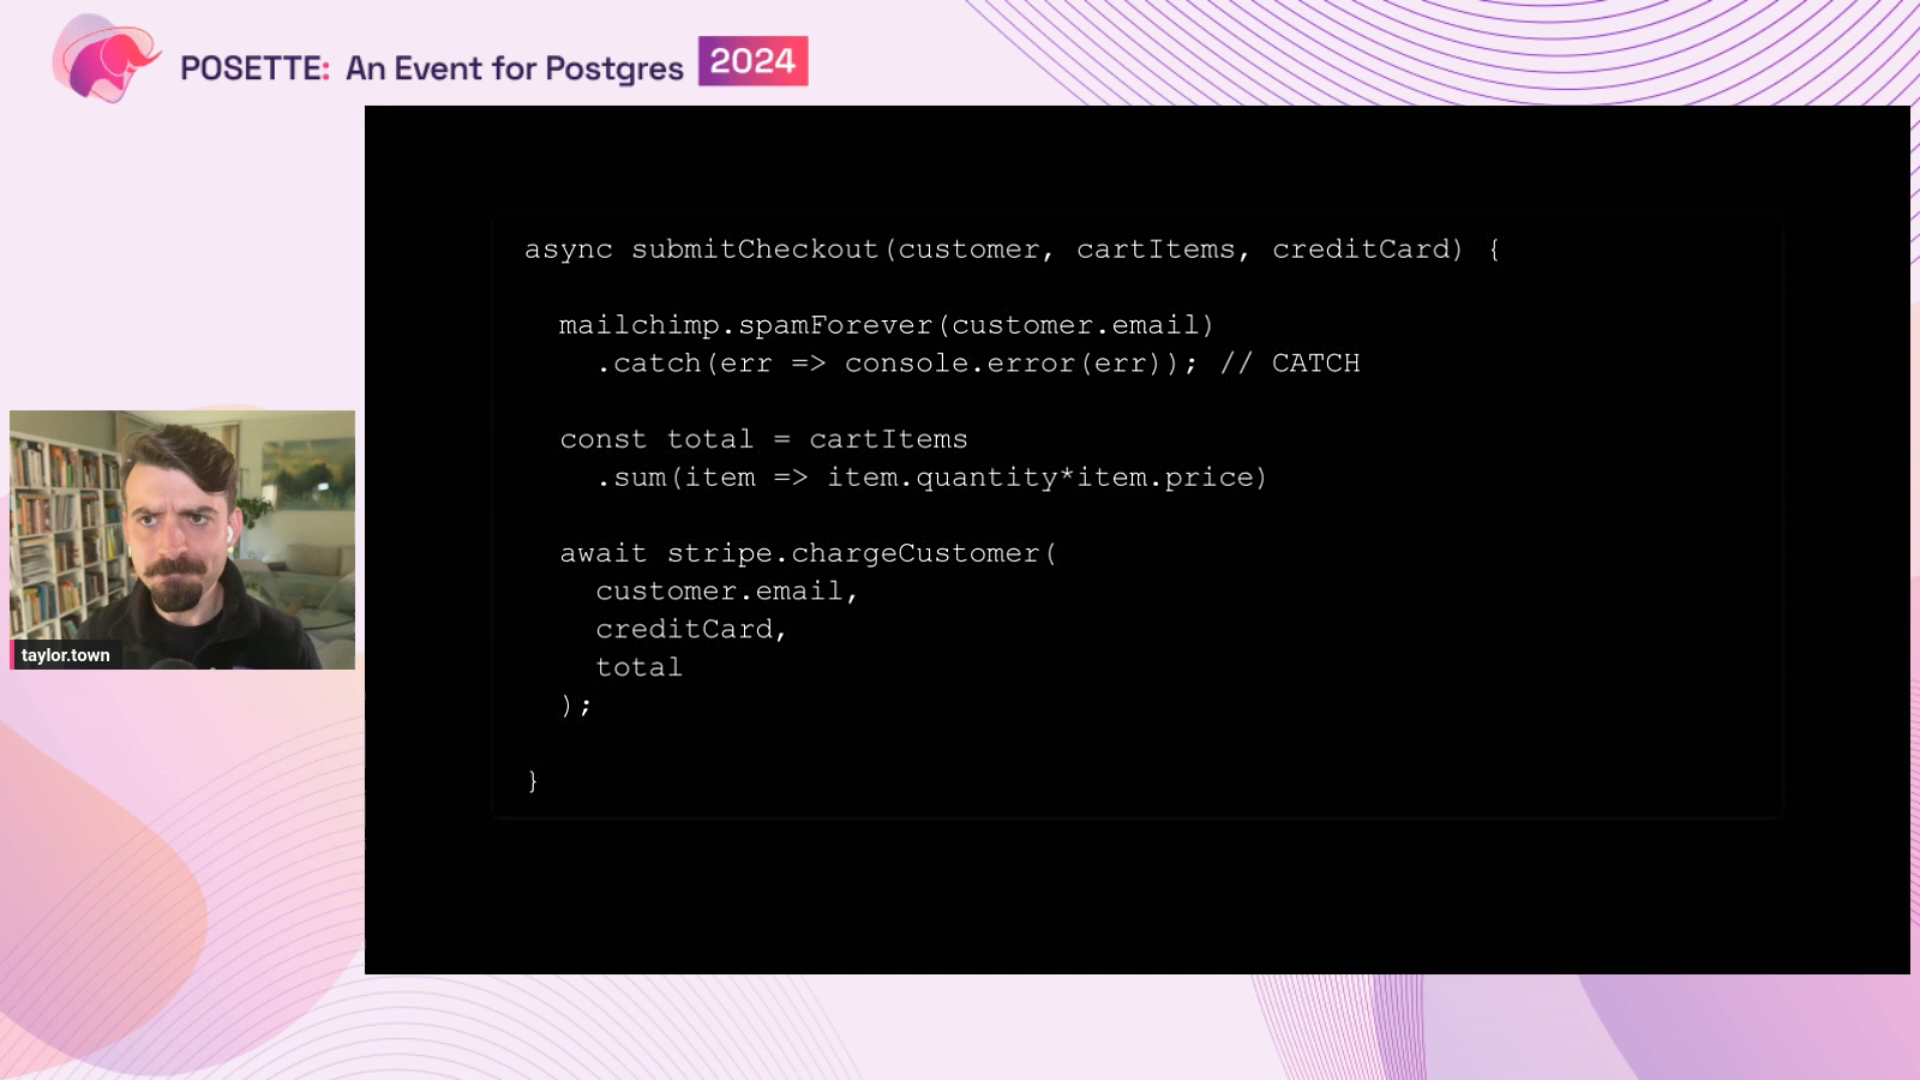 POSETTE: An Event for Postgres 2024
async submitCheckout(customer, cartItems, creditCard) {
mailchimp.spamForever(customer.email)
.catch(err => console.error(err)); // CATCH
const total = cartItems
.sum(item => item.quantity*item.price)
await stripe.chargeCustomer(
customer.email,
creditCard,
total
);
}
taylor.town